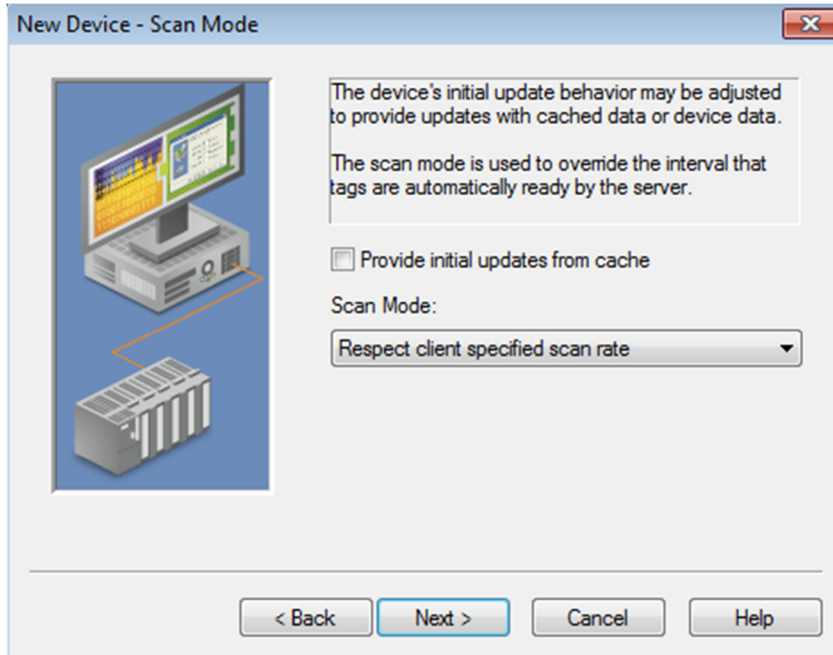 New Device - Scan Mode
The device's initial update behavior may be adjusted
to provide updates with cached data or device data.
The scan mode is used to override the interval that
tags are automatically ready by the server.
Provide initial updates from cache
Scan Mode:
Respect client specified scan rate
< Back
Next >
Cancel
Help